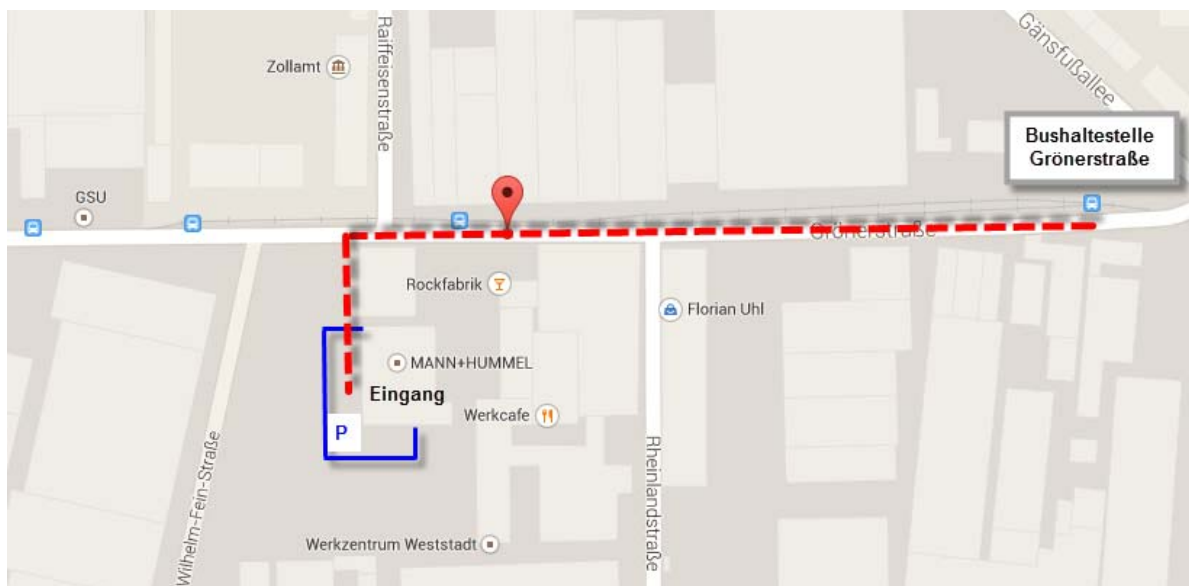 Raiffeisenstraße
Gänsfußallee
Zollamt
Bushaltestelle
Grönerstraße
GSU
Grönerstraße
Rockfabrik
Florian Uhl
MANN+HUMMEL
Eingang
Werkcafe
P
Wilhelm-Fein-Straße
Rheinlandstraße
Werkzentrum Weststadt